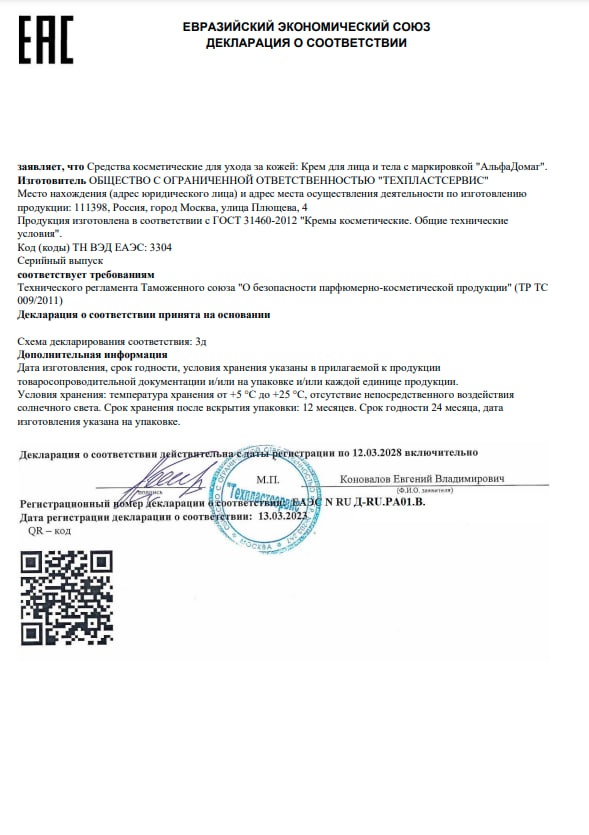 EAC
ЕВРАЗИЙСКИЙ ЭКОНОМИЧЕСКИЙ СОЮЗ
ДЕКЛАРАЦИЯ О СООТВЕТСТВИИ
заявляет, что Средства косметические для ухода за кожей: Крем для лица и тела с маркировкой "АльфаДомаг".
Изготовитель ОБЩЕСТВО С ОГРАНИЧЕННОЙ ОТВЕТСТВЕННОСТЬЮ "ТЕХПЛАСТСЕРВИС"
Место нахождения (адрес юридического лица) и адрес места осуществления деятельности по изготовлению
продукции: 111398, Россия, город Москва, улица Плющева, 4
Продукция изготовлена в соответствии с ГОСТ 31460-2012 "Кремы косметические. Общие технические
условия".
Код (коды) ТН ВЭД ЕАЭС: 3304
Серийный выпуск
соответствует требованиям
Технического регламента Таможенного союза "О безопасности парфюмерно-косметической продукции" (ТР ТС
009/2011)
Декларация о соответствии принята на основании
Схема декларирования соответствия: 3д
Дополнительная информация
Дата изготовления, срок годности, условия хранения указаны в прилагаемой к продукции
товаросопроводительной документации и/или на упаковке и/или каждой единице продукции.
Условия хранения: температура хранения от +5 °С до +25 °С, отсутствие непосредственного воздействия
солнечного света. Срок хранения после вскрытия упаковки: 12 месяцев. Срок годности 24 месяца, дата
изготовления указана на упаковке.
Декларация о соответствии действительна с даты регистрации по 12.03.2028 включительно
М.П. Коновалов Евгений Владимирович
подпись (Ф.И.О. заявителя)
Регистрационный номер декларации о соответствии: ЕАЭС N RU Д-RU.РА01.В.
Дата регистрации декларации о соответствии: 13.03.2023
QR – код
"Техпластсервис"
МОСКВА